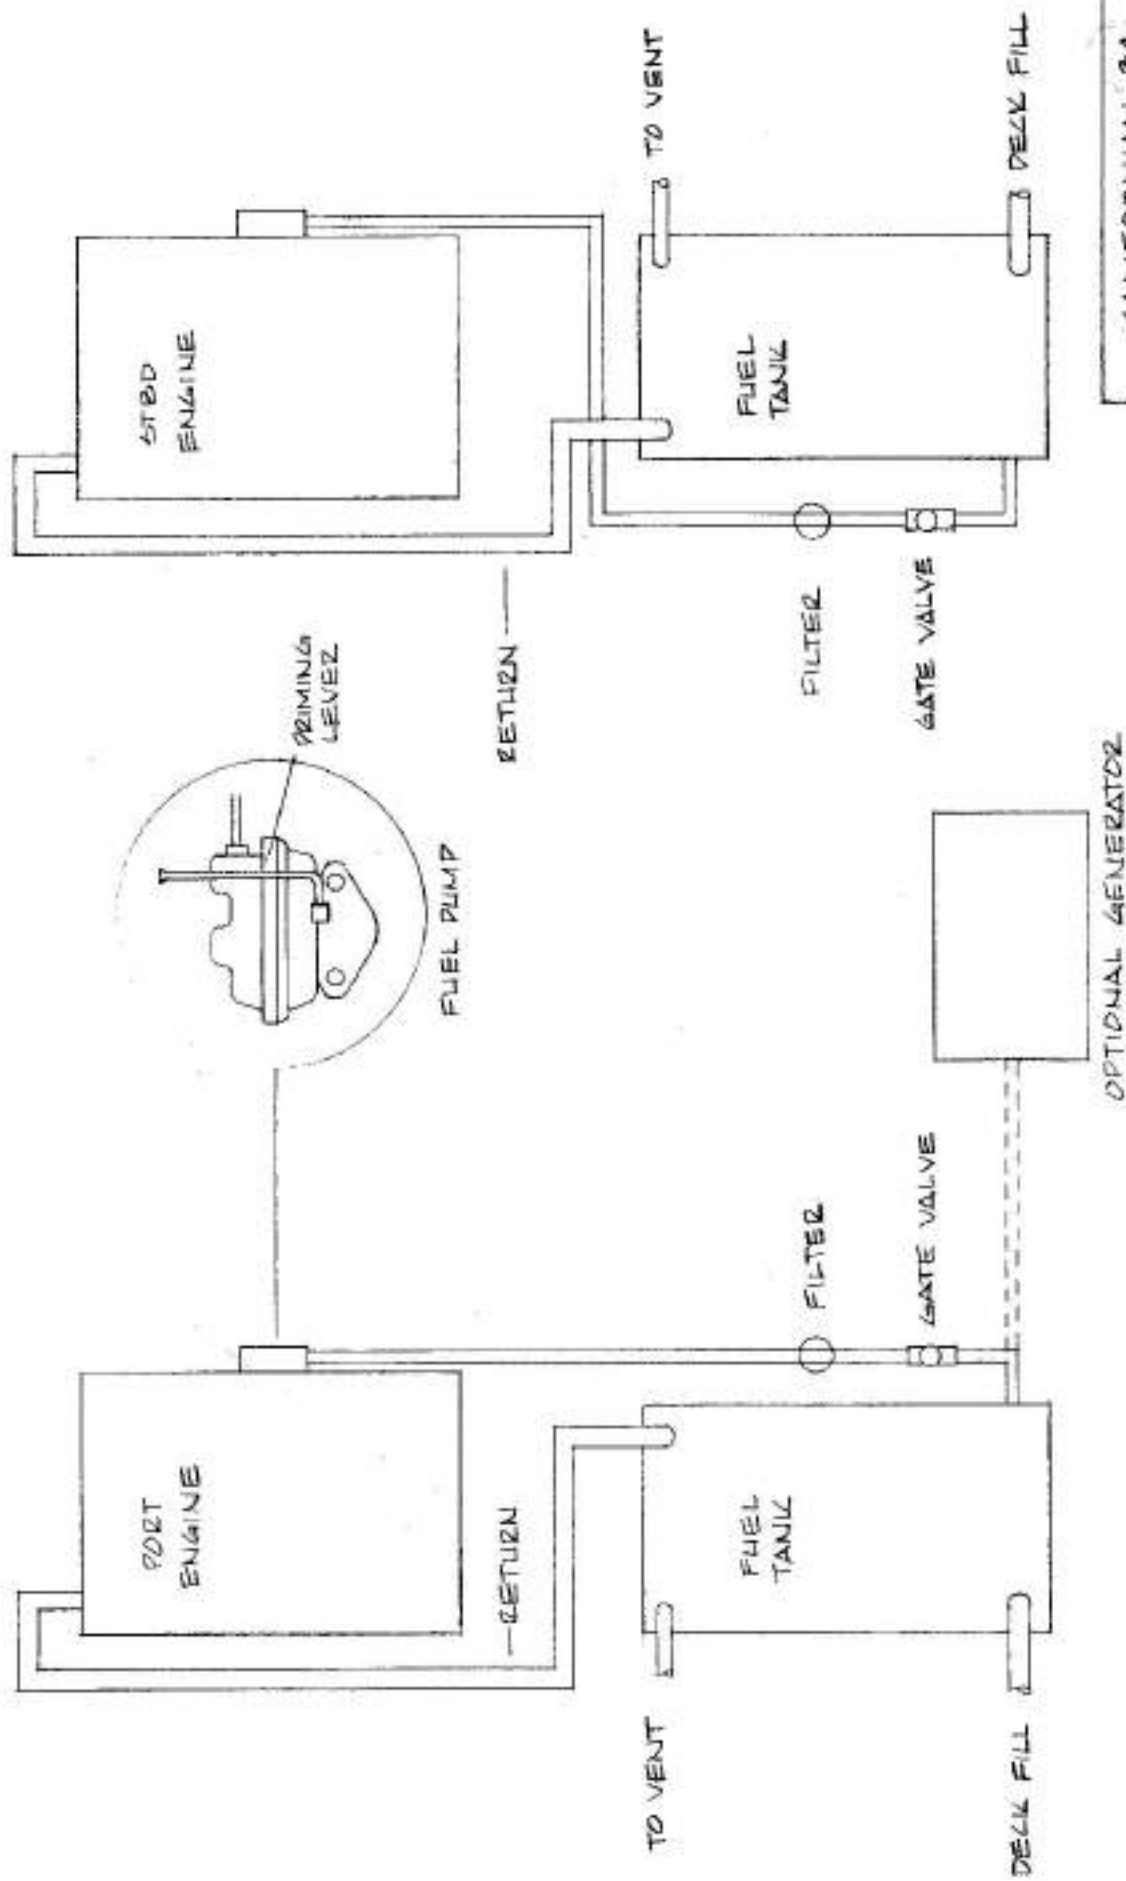 PORT
ENGINE
STBD
ENGINE
PRIMING
LEVER
FUEL PUMP
RETURN
RETURN
TO VENT
FUEL
TANK
FILTER
GATE VALVE
DECK FILL
FILTER
GATE VALVE
FUEL
TANK
TO VENT
DECK FILL
OPTIONAL GENERATOR